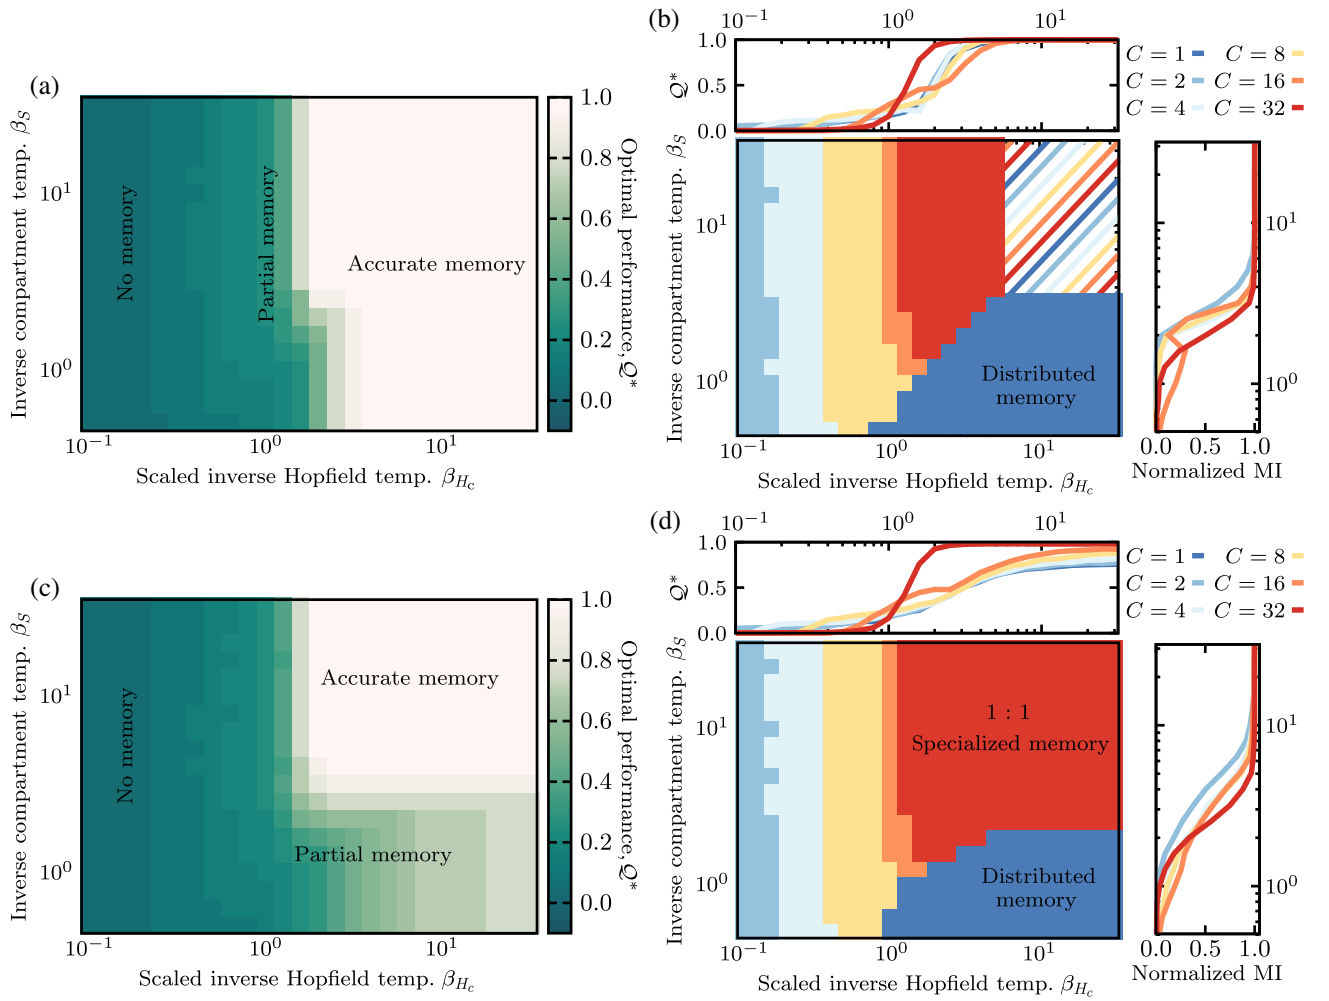 (a)
Inverse compartment temp. β_S
10^1
10^0
No memory
Partial memory
Accurate memory
10^−1 10^0 10^1
Scaled inverse Hopfield temp. β_{H_c}
1.0
0.8
0.6
0.4
0.2
0.0
Optimal performance, Q*
(b)
10^−1 10^0 10^1
Q*
1.0
0.5
0.0
C = 1 C = 8
C = 2 C = 16
C = 4 C = 32
Inverse compartment temp. β_S
10^1
10^0
Distributed
memory
10^−1 10^0 10^1
Scaled inverse Hopfield temp. β_{H_c}
10^1
10^0
0.0 0.5 1.0
Normalized MI
(c)
Inverse compartment temp. β_S
10^1
10^0
No memory
Accurate memory
Partial memory
10^−1 10^0 10^1
Scaled inverse Hopfield temp. β_{H_c}
1.0
0.8
0.6
0.4
0.2
0.0
Optimal performance, Q*
(d)
10^−1 10^0 10^1
Q*
1.0
0.5
0.0
C = 1 C = 8
C = 2 C = 16
C = 4 C = 32
Inverse compartment temp. β_S
10^1
10^0
1 : 1
Specialized memory
Distributed
memory
10^−1 10^0 10^1
Scaled inverse Hopfield temp. β_{H_c}
10^1
10^0
0.0 0.5 1.0
Normalized MI